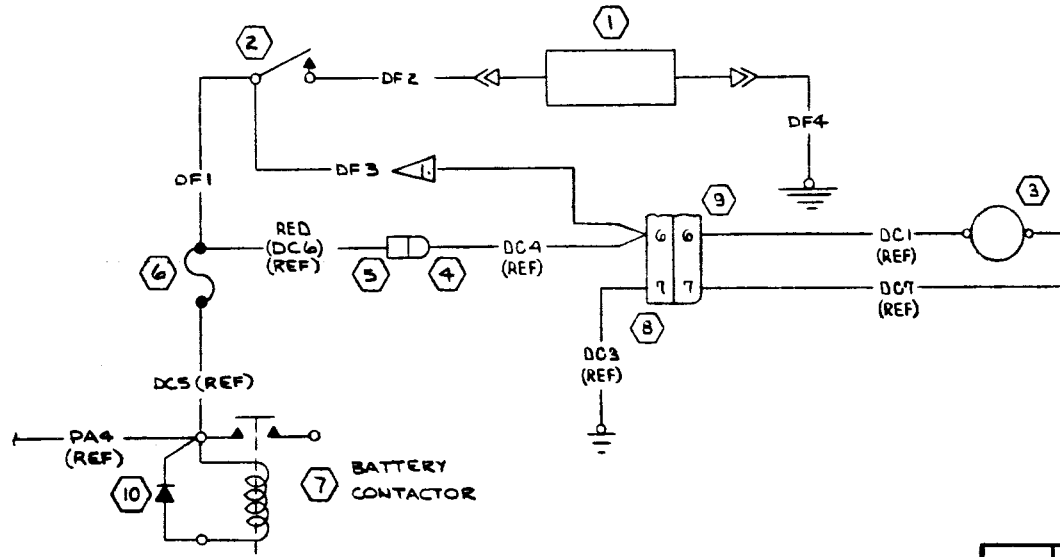 1
2
DF2
DF4
DF1
DF3
1.
9
3
RED
(DC6)
(REF)
6
5
4
DC4
(REF)
6 6
DC1
(REF)
7 7
DC7
(REF)
8
DC3
(REF)
DC5 (REF)
PA4
(REF)
10
7
BATTERY
CONTACTOR